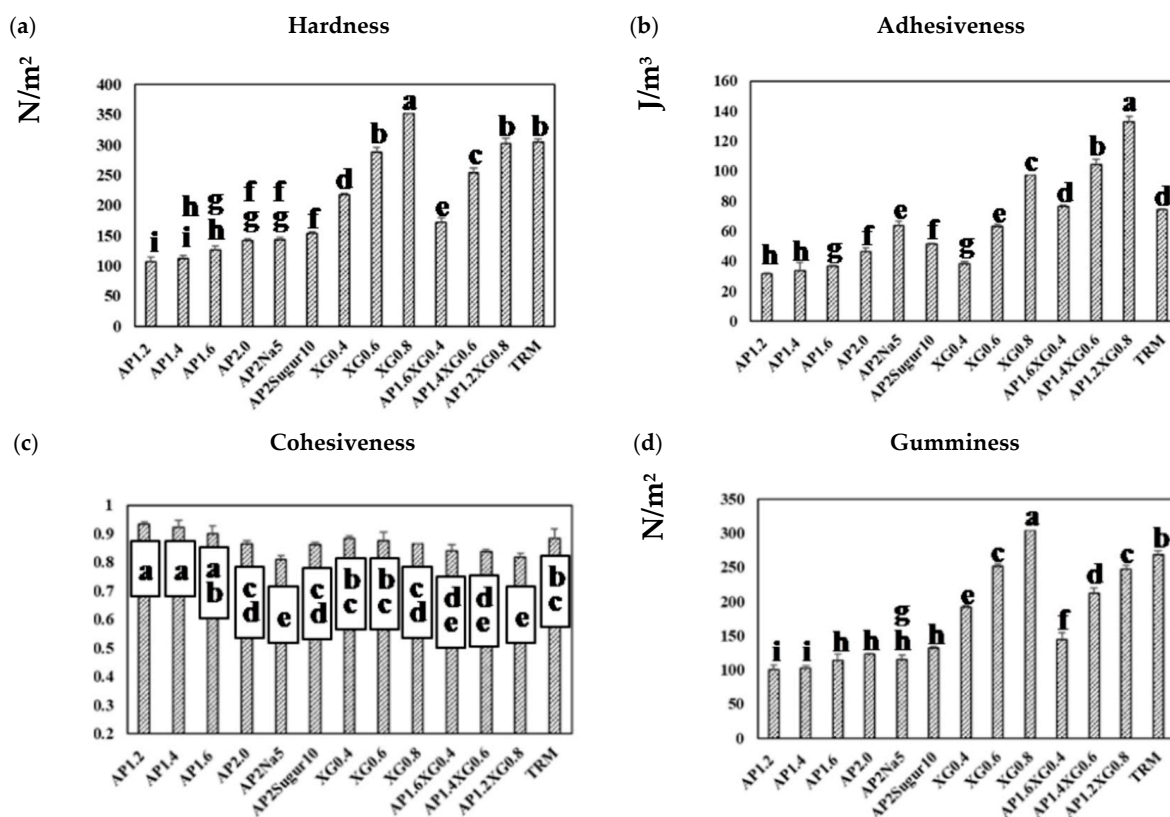 (a)
Hardness
N/m²
400
350
300
250
200
150
100
50
0
i
h
i
g
h
f
g
f
g
f
d
b
a
e
c
b
b
AP1.2
AP1.4
AP1.6
AP2.0
AP2Na5
AP2Sugur10
XG0.4
XG0.6
XG0.8
AP1.6XG0.4
AP1.4XG0.6
AP1.2XG0.8
TRM
(b)
Adhesiveness
J/m³
160
140
120
100
80
60
40
20
0
h
h
g
f
e
f
g
e
c
d
b
a
d
AP1.2
AP1.4
AP1.6
AP2.0
AP2Na5
AP2Sugur10
XG0.4
XG0.6
XG0.8
AP1.6XG0.4
AP1.4XG0.6
AP1.2XG0.8
TRM
(c)
Cohesiveness
1
0.9
0.8
0.7
0.6
0.5
0.4
0.3
0.2
a
a
a
b
c
d
e
c
d
b
c
b
c
c
d
d
e
d
e
e
b
c
AP1.2
AP1.4
AP1.6
AP2.0
AP2Na5
AP2Sugur10
XG0.4
XG0.6
XG0.8
AP1.6XG0.4
AP1.4XG0.6
AP1.2XG0.8
TRM
(d)
Gumminess
N/m²
350
300
250
200
150
100
50
0
i
i
h
h
g
h
h
e
c
a
f
d
c
b
AP1.2
AP1.4
AP1.6
AP2.0
AP2Na5
AP2Sugur10
XG0.4
XG0.6
XG0.8
AP1.6XG0.4
AP1.4XG0.6
AP1.2XG0.8
TRM